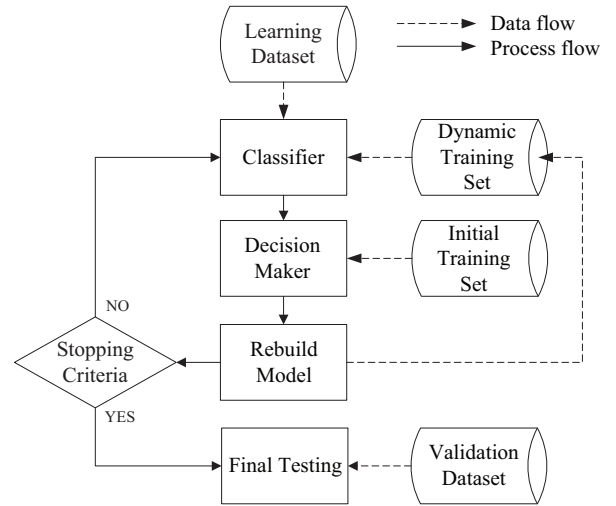 Learning
Dataset
Data flow
Process flow
Classifier
Dynamic
Training
Set
Decision
Maker
Initial
Training
Set
NO
Stopping
Criteria
Rebuild
Model
YES
Final Testing
Validation
Dataset